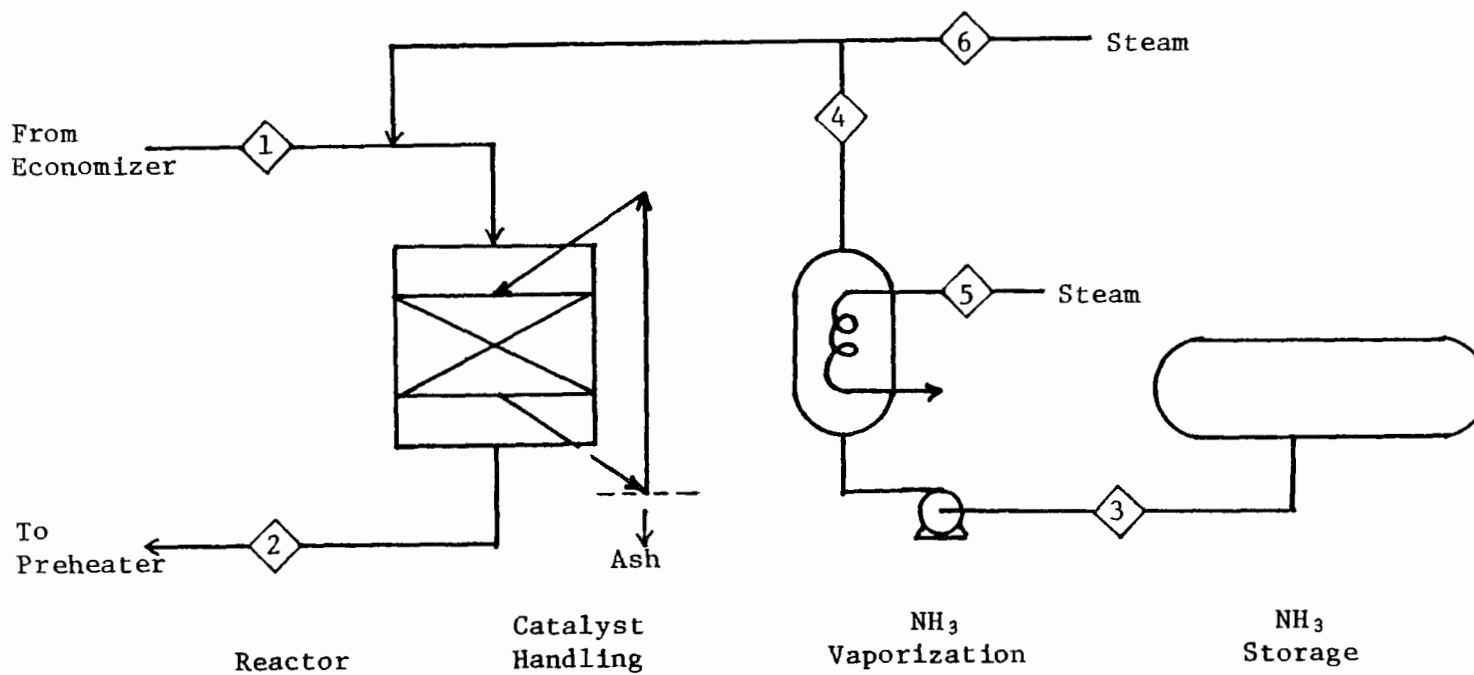 6
Steam
4
From
Economizer
1
5
Steam
3
To
Preheater
2
Ash
Reactor
Catalyst
Handling
NH₃
Vaporization
NH₃
Storage